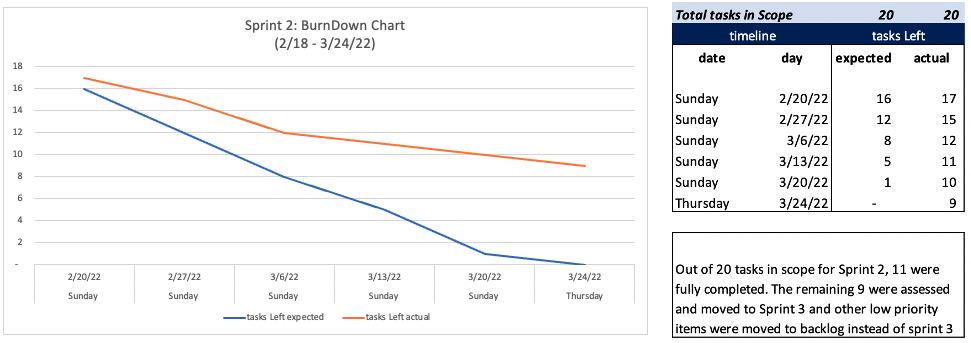 Sprint 2: BurnDown Chart
(2/18 - 3/24/22)
18
16
14
12
10
8
6
4
2
-
2/20/22 2/27/22 3/6/22 3/13/22 3/20/22 3/24/22
Sunday Sunday Sunday Sunday Sunday Thursday
tasks Left expected tasks Left actual
Total tasks in Scope 20 20
timeline tasks Left
date day expected actual
Sunday 2/20/22 16 17
Sunday 2/27/22 12 15
Sunday 3/6/22 8 12
Sunday 3/13/22 5 11
Sunday 3/20/22 1 10
Thursday 3/24/22 - 9
Out of 20 tasks in scope for Sprint 2, 11 were
fully completed. The remaining 9 were assessed
and moved to Sprint 3 and other low priority
items were moved to backlog instead of sprint 3